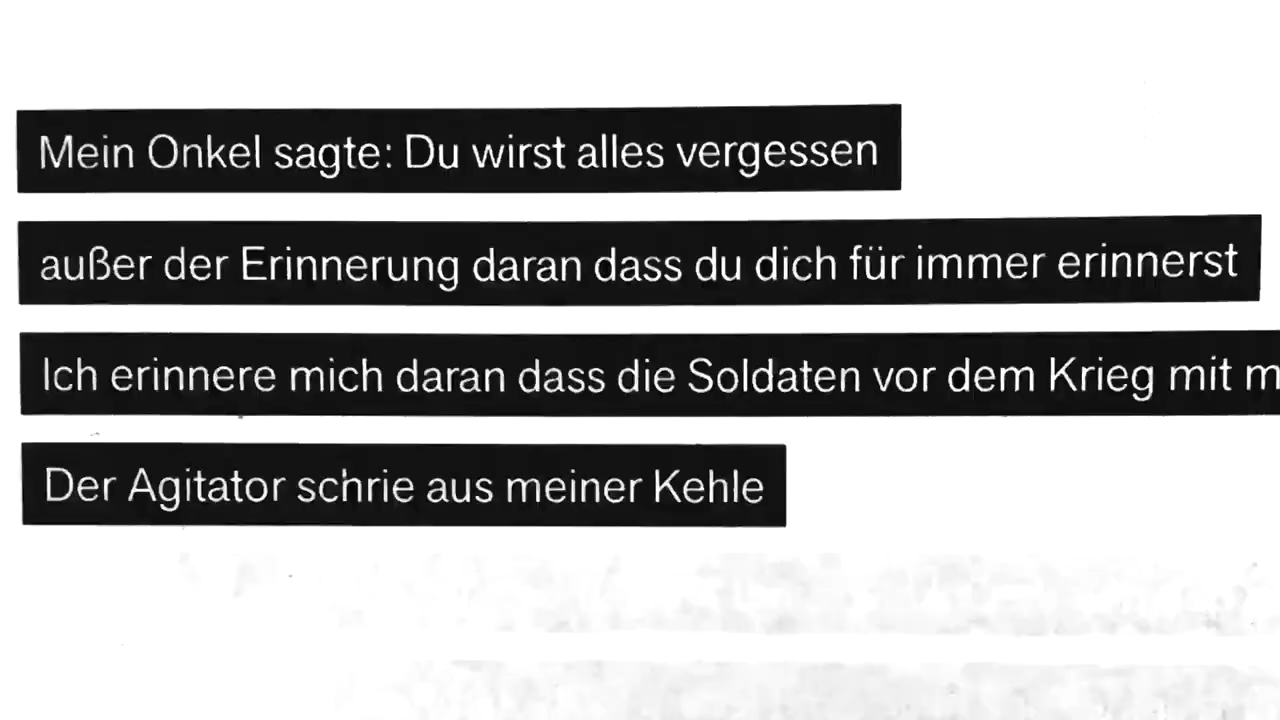 Mein Onkel sagte: Du wirst alles vergessen
außer der Erinnerung daran dass du dich für immer erinnerst
Ich erinnere mich daran dass die Soldaten vor dem Krieg mit
Der Agitator schrie aus meiner Kehle